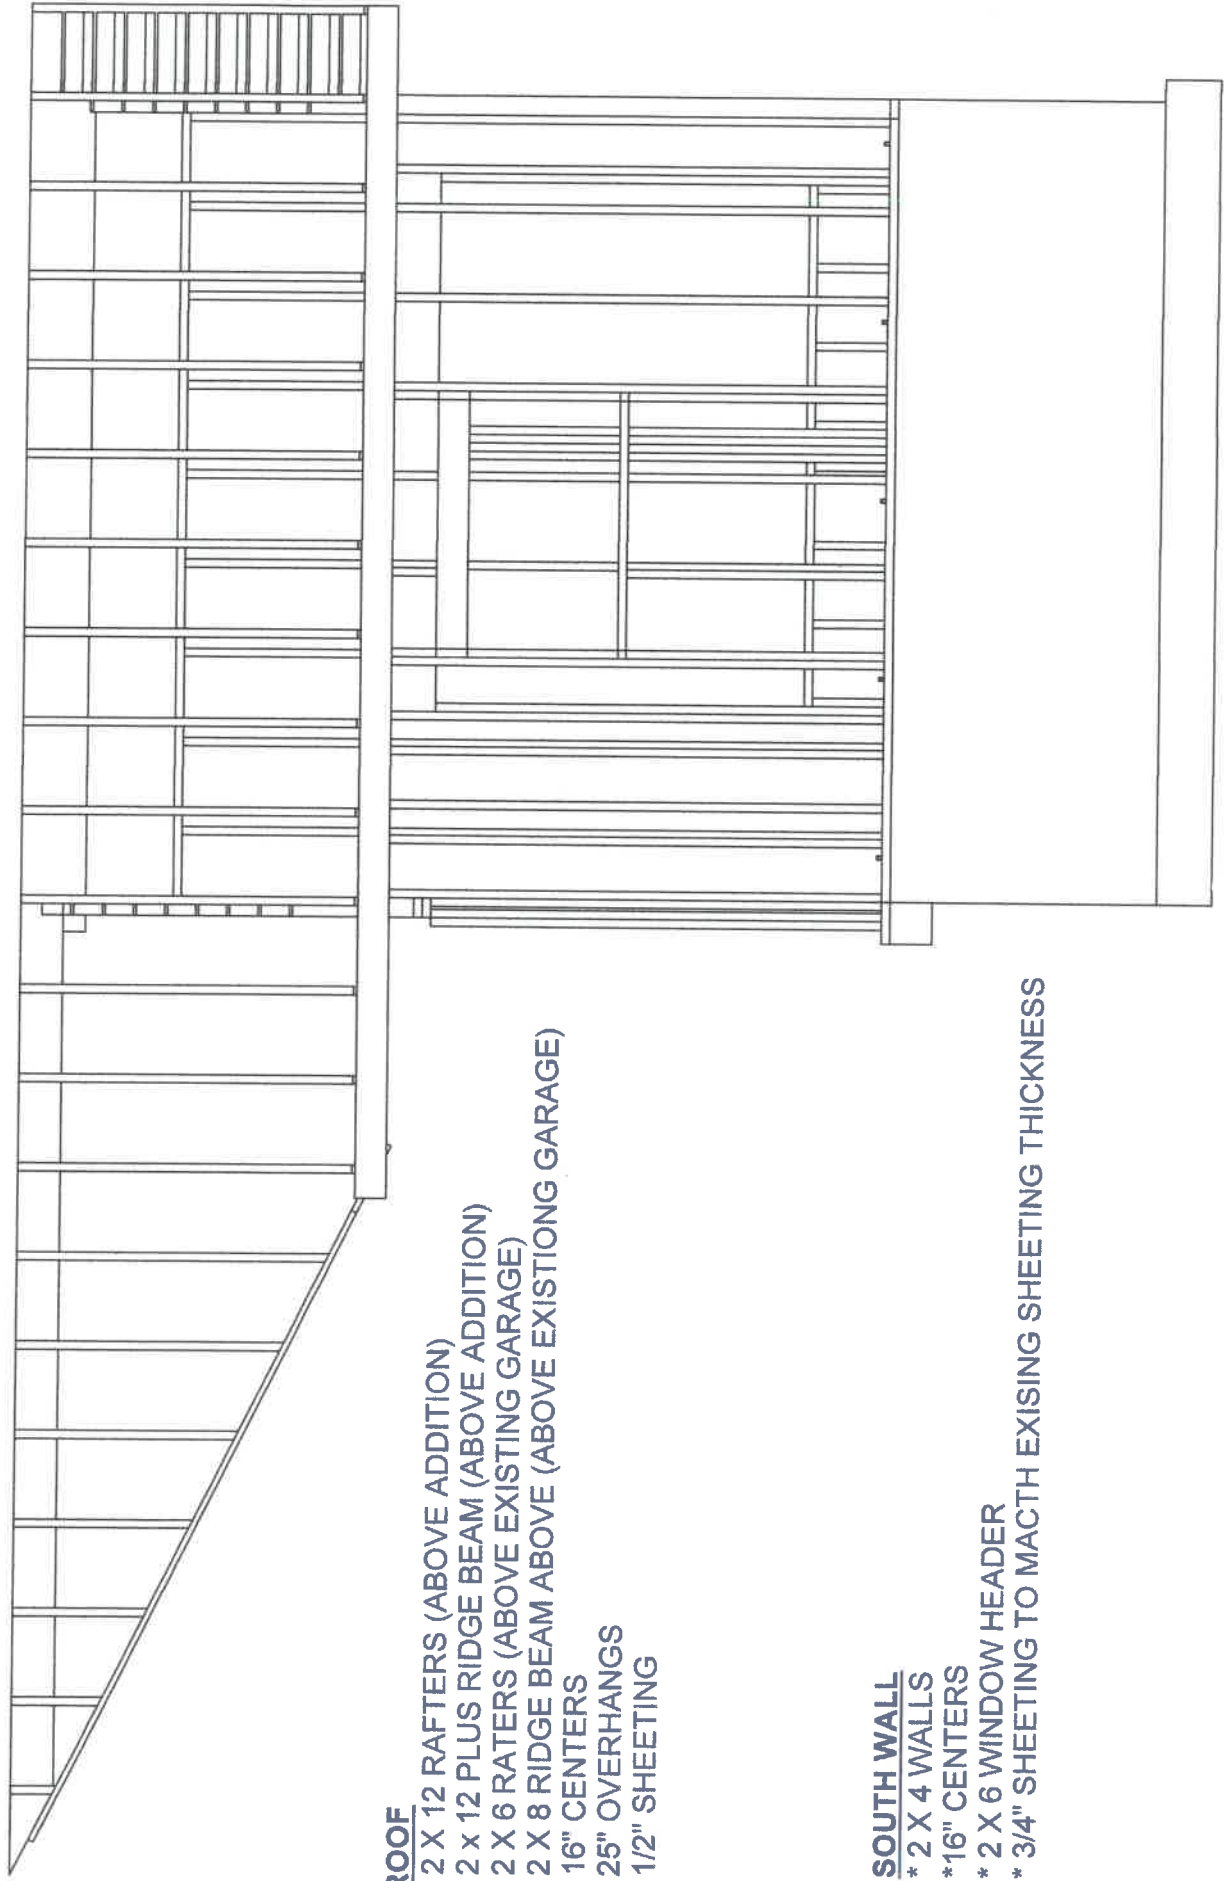 ROOF
2 X 12 RAFTERS (ABOVE ADDITION)
2 x 12 PLUS RIDGE BEAM (ABOVE ADDITION)
2 X 6 RATERS (ABOVE EXISTING GARAGE)
2 X 8 RIDGE BEAM ABOVE (ABOVE EXISTIONG GARAGE)
16" CENTERS
25" OVERHANGS
1/2" SHEETING
SOUTH WALL
* 2 X 4 WALLS
*16" CENTERS
* 2 X 6 WINDOW HEADER
* 3/4" SHEETING TO MACTH EXISING SHEETING THICKNESS